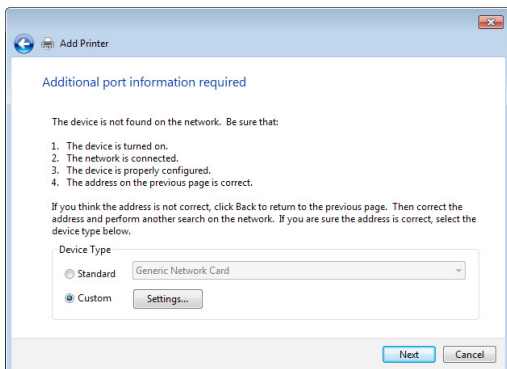 Add Printer
Additional port information required
The device is not found on the network. Be sure that:
1. The device is turned on.
2. The network is connected.
3. The device is properly configured.
4. The address on the previous page is correct.
If you think the address is not correct, click Back to return to the previous page. Then correct the
address and perform another search on the network. If you are sure the address is correct, select the
device type below.
Device Type
Standard
Generic Network Card
Custom
Settings...
Next
Cancel